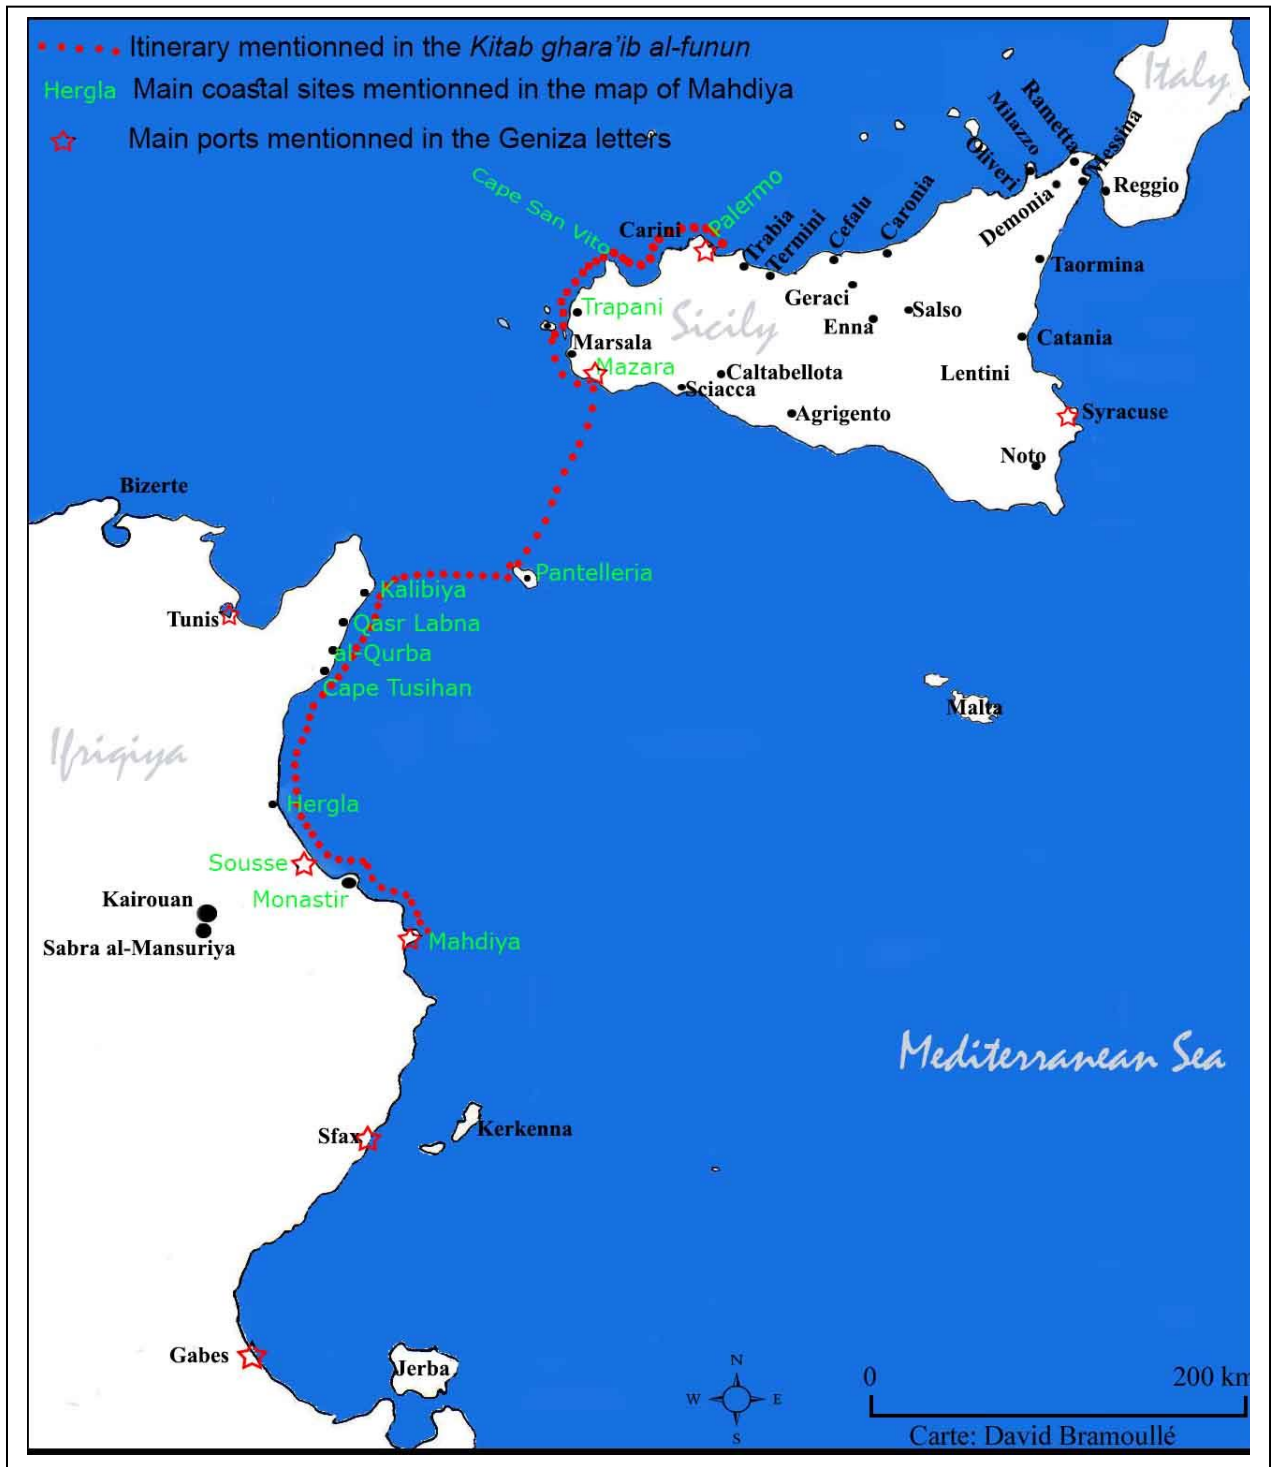 Itinerary mentionned in the Kitab ghara'ib al-funun
Hergla Main coastal sites mentionned in the map of Mahdiya
Main ports mentionned in the Geniza letters
Italy
Cape San Vito
Carini
Palermo
Trabia
Termini
Cefalu
Caronia
Oliveri
Milazzo
Rametta
Messina
Reggio
Demonia
Taormina
Trapani
Sicily
Geraci
Enna
Salso
Catania
Marsala
Mazara
Sciacca
Caltabellota
Lentini
Agrigento
Syracuse
Noto
Bizerte
Pantelleria
Kalibiya
Tunis
Qasr Labna
al-Qurba
Cape Tusihan
Malta
Ifriqiya
Hergla
Sousse
Monastir
Kairouan
Sabra al-Mansuriya
Mahdiya
Mediterranean Sea
Sfax
Kerkenna
Gabes
Jerba
N
W E
S
0 200 km
Carte: David Bramoullé